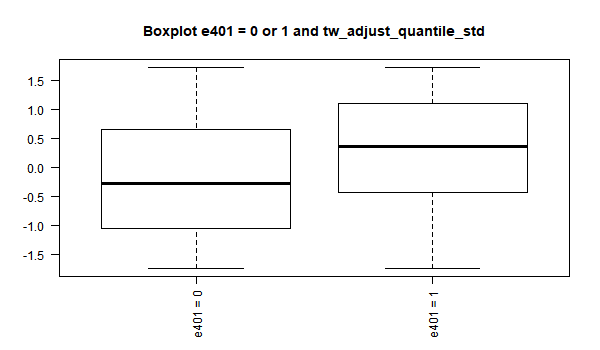 Boxplot e401 = 0 or 1 and tw_adjust_quantile_std
1.5
1.0
0.5
0.0
-0.5
-1.0
-1.5
e401 = 0
e401 = 1